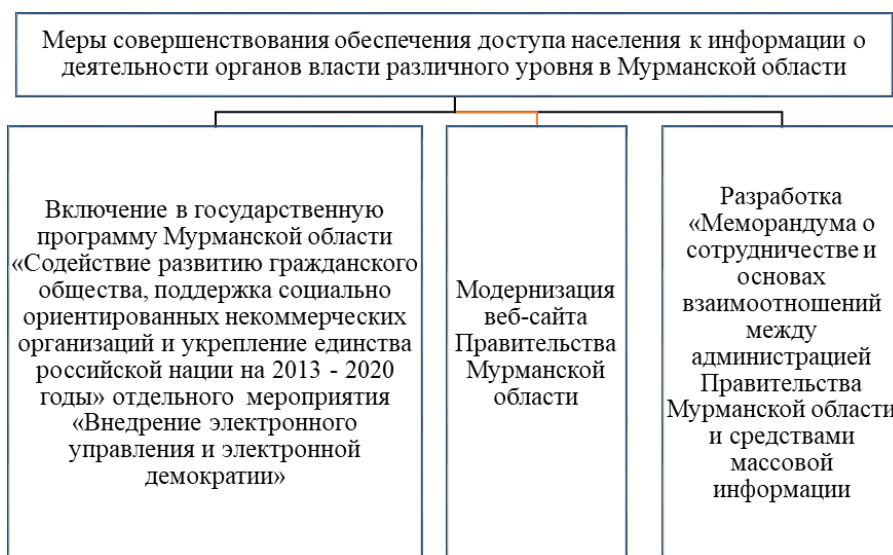 Меры совершенствования обеспечения доступа населения к информации о
деятельности органов власти различного уровня в Мурманской области
Включение в государственную
программу Мурманской области
«Содействие развитию гражданского
общества, поддержка социально
ориентированных некоммерческих
организаций и укрепление единства
российской нации на 2013 - 2020
годы» отдельного мероприятия
«Внедрение электронного
управления и электронной
демократии»
Модернизация
веб-сайта
Правительства
Мурманской
области
Разработка
«Меморандума о
сотрудничестве и
основах
взаимоотношений
между
администрацией
Правительства
Мурманской области
и средствами
массовой
информации